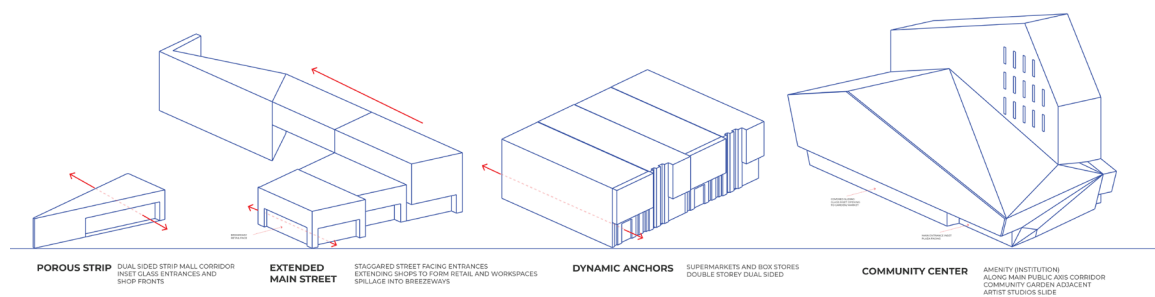 POROUS STRIP
DUAL SIDED STRIP MALL CORRIDOR
INSET GLASS ENTRANCES AND
SHOP FRONTS
EXTENDED
MAIN STREET
STAGGARED STREET FACING ENTRANCES
EXTENDING SHOPS TO FORM RETAIL AND WORKSPACES
SPILLAGE INTO BREEZEWAYS
DYNAMIC ANCHORS
SUPERMARKETS AND BOX STORES
DOUBLE STOREY DUAL SIDED
COMMUNITY CENTER
AMENITY (INSTITUTION)
ALONG MAIN PUBLIC AXIS CORRIDOR
COMMUNITY GARDEN ADJACENT
ARTIST STUDIOS SLIDE